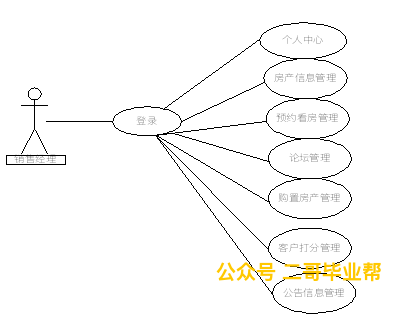 个人中心
房产信息管理
预约看房管理
登录
销售经理
论坛管理
购置房产管理
客户打分管理
公众号 二哥毕业帮
公告信息管理